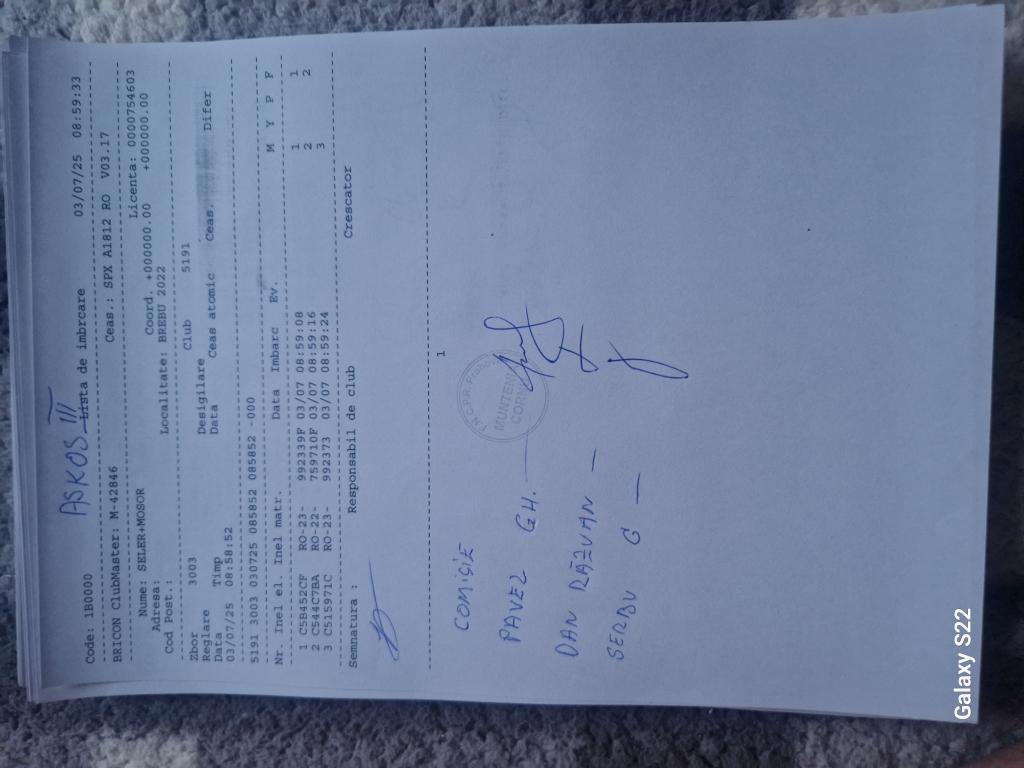 ASKOS III
Code: 1B0000 Lista de imbrcare 03/07/25 08:59:33
BRICON ClubMaster: M-42846 Ceas.: SPX A1812 RO V03.17
Nume: SELER+MOSOR Licenta: 0000754603
Adresa: Coord: +000000.00 +000000.00
Cod Post.: Localitate: BREBU 2022
Zbor 3003 Club 5191
Reglare Desigilare
Data Timp Data Ceas atomic Ceas. Difer
03/07/25 08:58:52
5191 3003 030725 085852 085852 085852 -000
Nr. Inel el. Inel matr. Data Imbarc Ev. M Y P F
1 C5B452CF RO-23- 992339F 03/07 08:59:08 1 1
2 C544C7BA RO-22- 759710F 03/07 08:59:16 2 2
3 C515971C RO-23- 992373 03/07 08:59:24 3
Semnatura : Responsabil de club Crescator
1
COMISIE
PAVEL GH. —
DAN RĂZVAN —
SERBU G —
MUNTENI
Galaxy S22